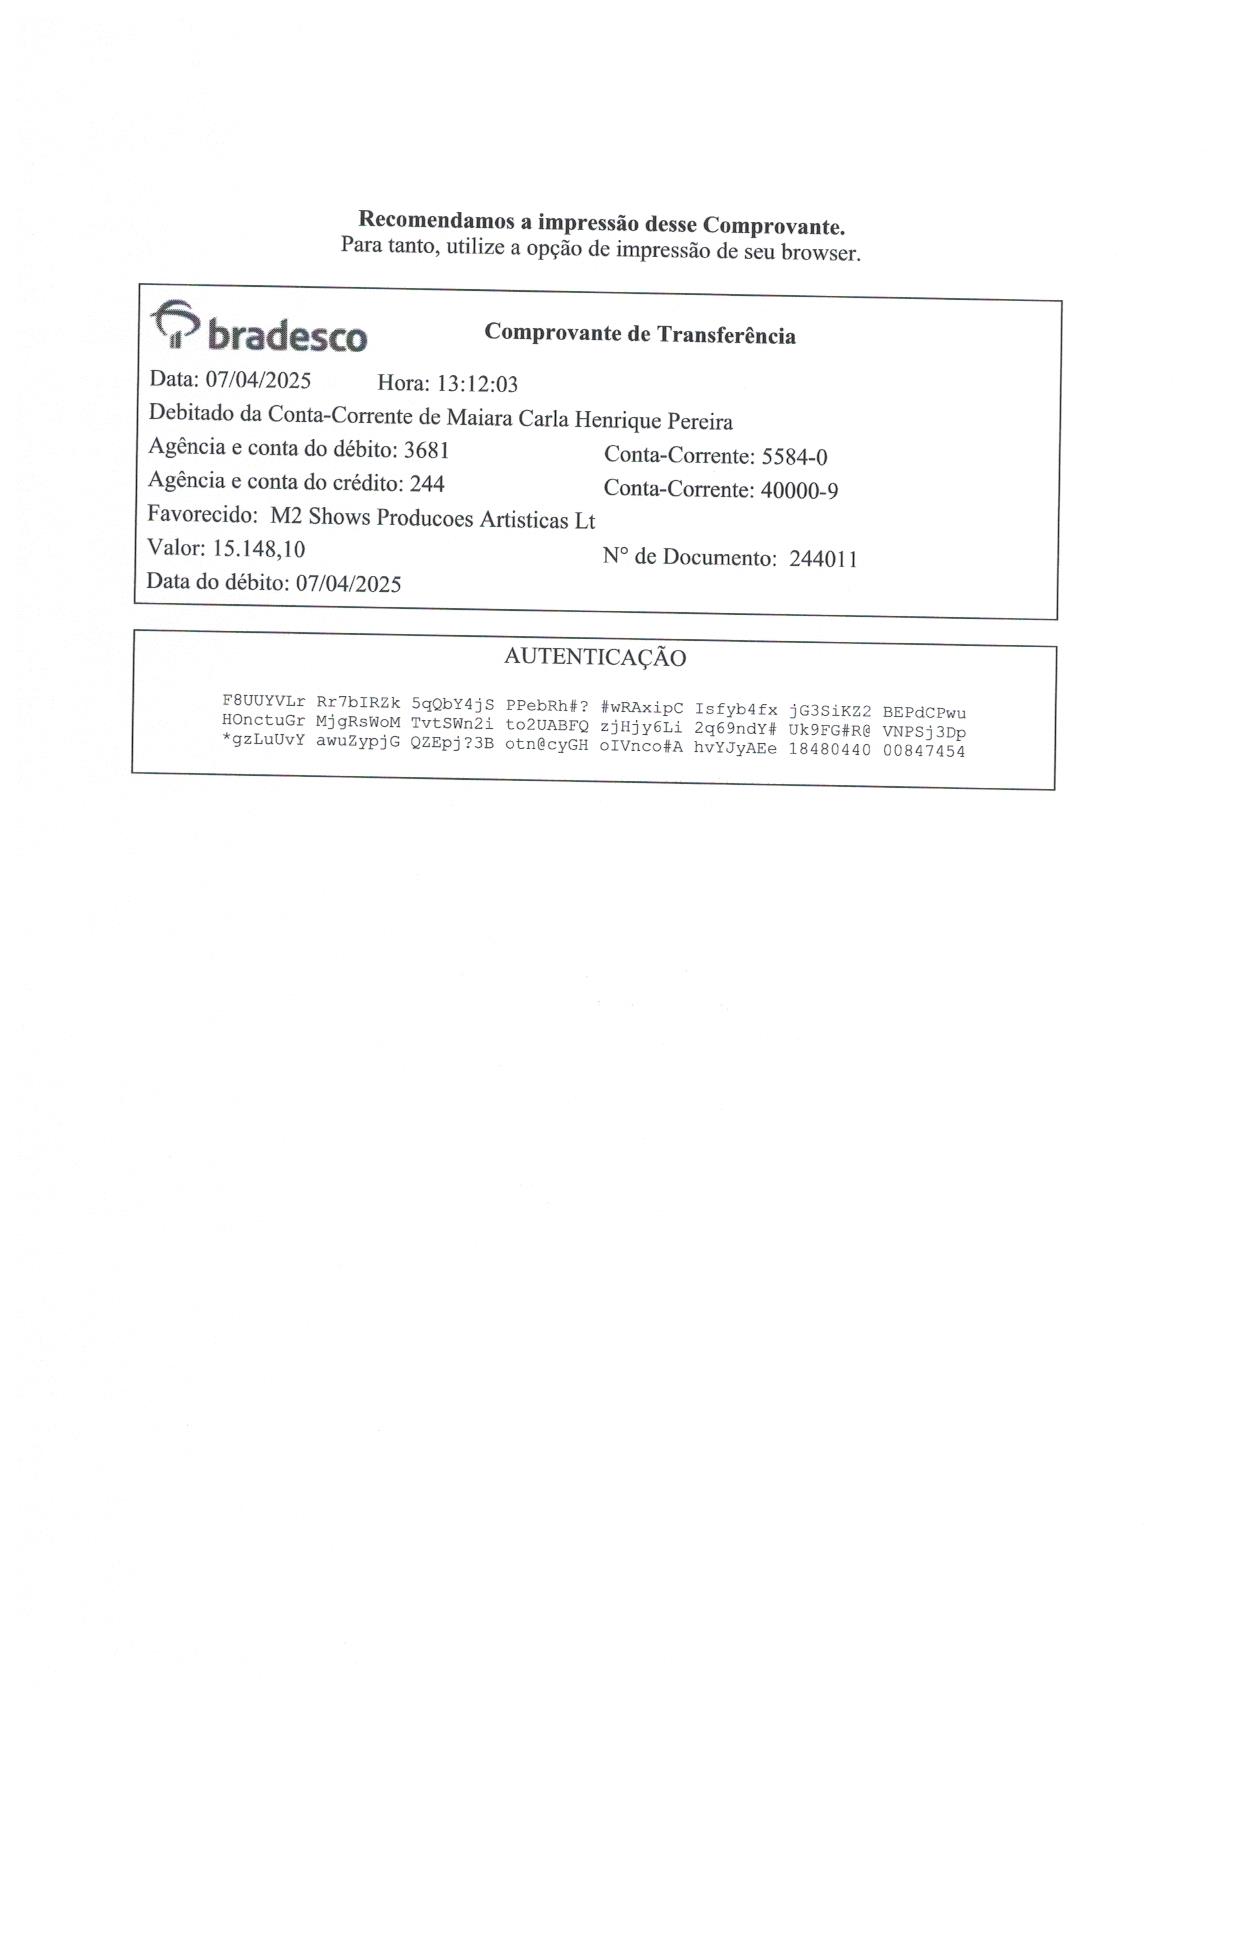 Recomendamos a impressão desse Comprovante.
Para tanto, utilize a opção de impressão de seu browser.
bradesco
Comprovante de Transferência
Data: 07/04/2025 Hora: 13:12:03
Debitado da Conta-Corrente de Maiara Carla Henrique Pereira
Agência e conta do débito: 3681 Conta-Corrente: 5584-0
Agência e conta do crédito: 244 Conta-Corrente: 40000-9
Favorecido: M2 Shows Producoes Artisticas Lt
Valor: 15.148,10 N° de Documento: 244011
Data do débito: 07/04/2025
AUTENTICAÇÃO
F8UUYVLr Rr7bIRZk 5qQbY4jS PPebRh#? #wRAxipC Isfyb4fx jG3SiKZ2 BEPdCPwu
HOnctuGr MjgRsWoM TvtSWn2i to2UABFQ zjHjy6Li 2q69ndY# Uk9FG#R@ VNPSj3Dp
*gzLuUvY awuZypjG QZEpj?3B otn@cyGH oIVnco#A hvYJyAEe 18480440 00847454